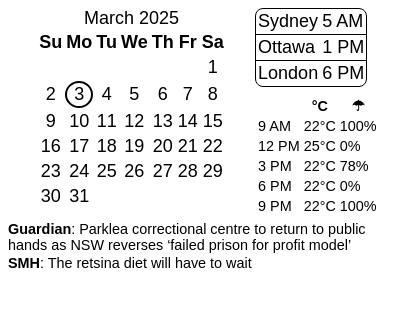 March 2025
Su Mo Tu We Th Fr Sa
1
2 3 4 5 6 7 8
9 10 11 12 13 14 15
16 17 18 19 20 21 22
23 24 25 26 27 28 29
30 31
Sydney 5 AM
Ottawa 1 PM
London 6 PM
°C ☂
9 AM 22°C 100%
12 PM 25°C 0%
3 PM 22°C 78%
6 PM 22°C 0%
9 PM 22°C 100%
Guardian: Parklea correctional centre to return to public
hands as NSW reverses ‘failed prison for profit model’
SMH: The retsina diet will have to wait